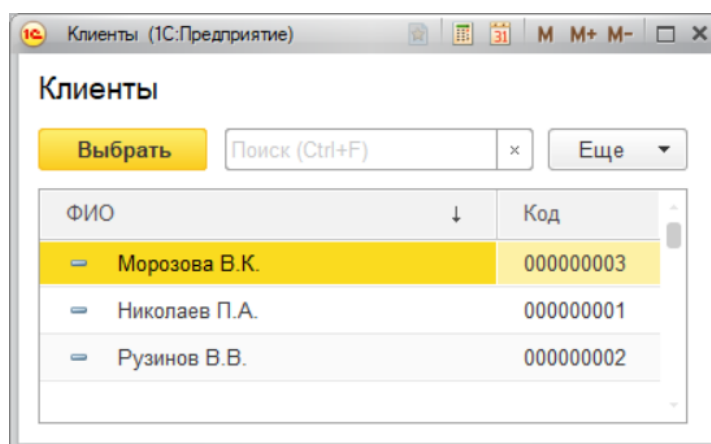 1С Клиенты (1С:Предприятие) 31 M M+ M-
Клиенты
Выбрать Поиск (Ctrl+F) × Еще
ФИО ↓ Код
Морозова В.К. 000000003
Николаев П.А. 000000001
Рузинов В.В. 000000002